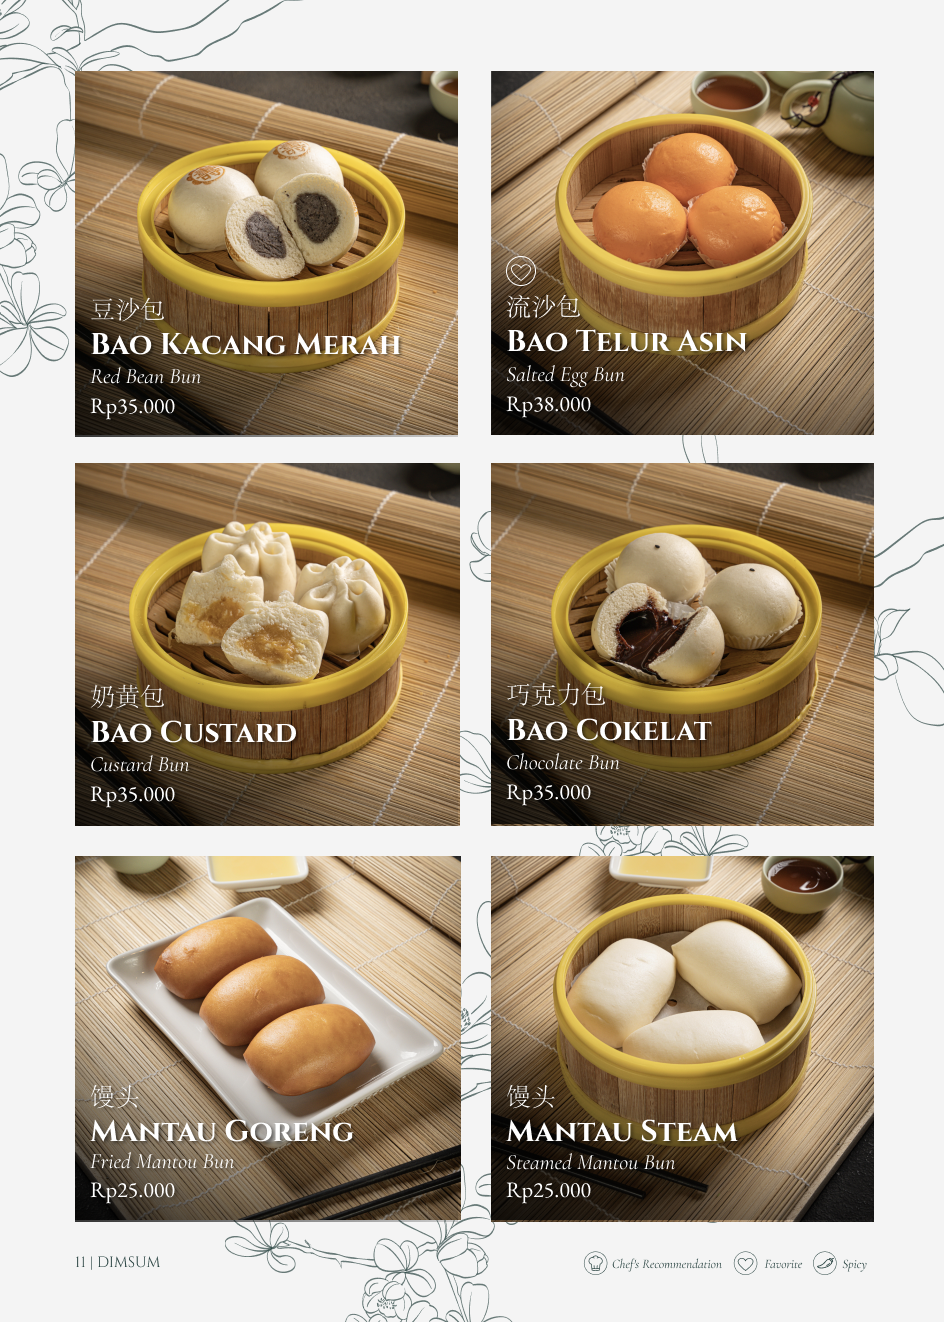 豆沙包
Bao Kacang Merah
Red Bean Bun
Rp35.000
流沙包
Bao Telur Asin
Salted Egg Bun
Rp38.000
奶黄包
Bao Custard
Custard Bun
Rp35.000
巧克力包
Bao Cokelat
Chocolate Bun
Rp35.000
馒头
Mantau Goreng
Fried Mantou Bun
Rp25.000
馒头
Mantau Steam
Steamed Mantou Bun
Rp25.000
11 | DIMSUM
Chef's Recommendation
Favorite
Spicy